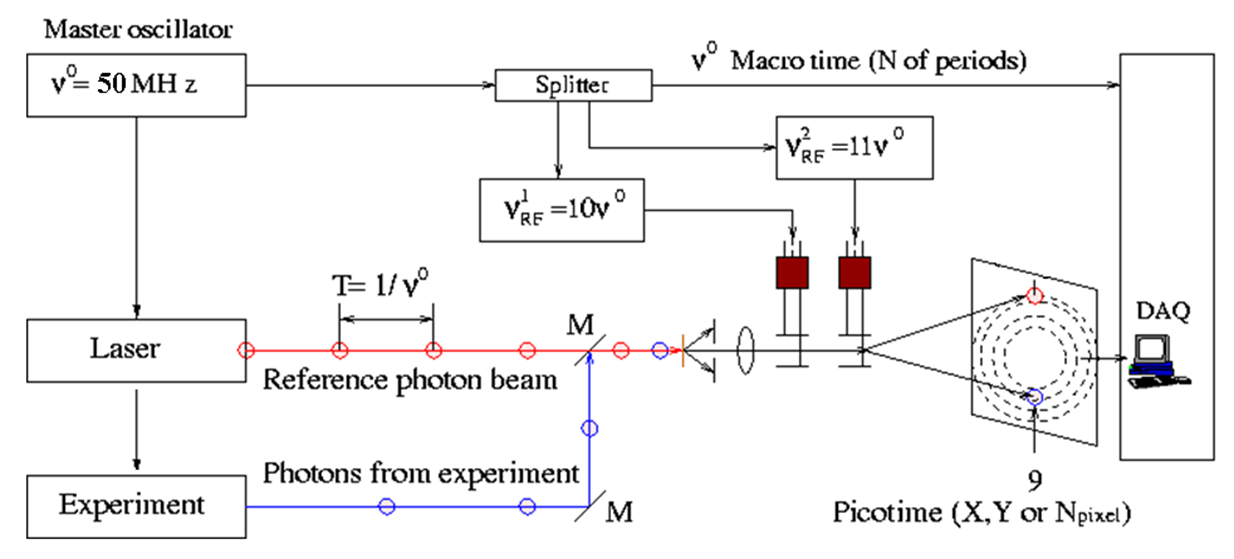 Master oscillator
ν⁰= 50 MH z
Splitter
ν⁰ Macro time (N of periods)
ν²RF =11ν⁰
ν¹RF =10ν⁰
T= 1/ν⁰
M
DAQ
Laser
Reference photon beam
Photons from experiment
Experiment
M
9
Picotime (X,Y or Npixel)